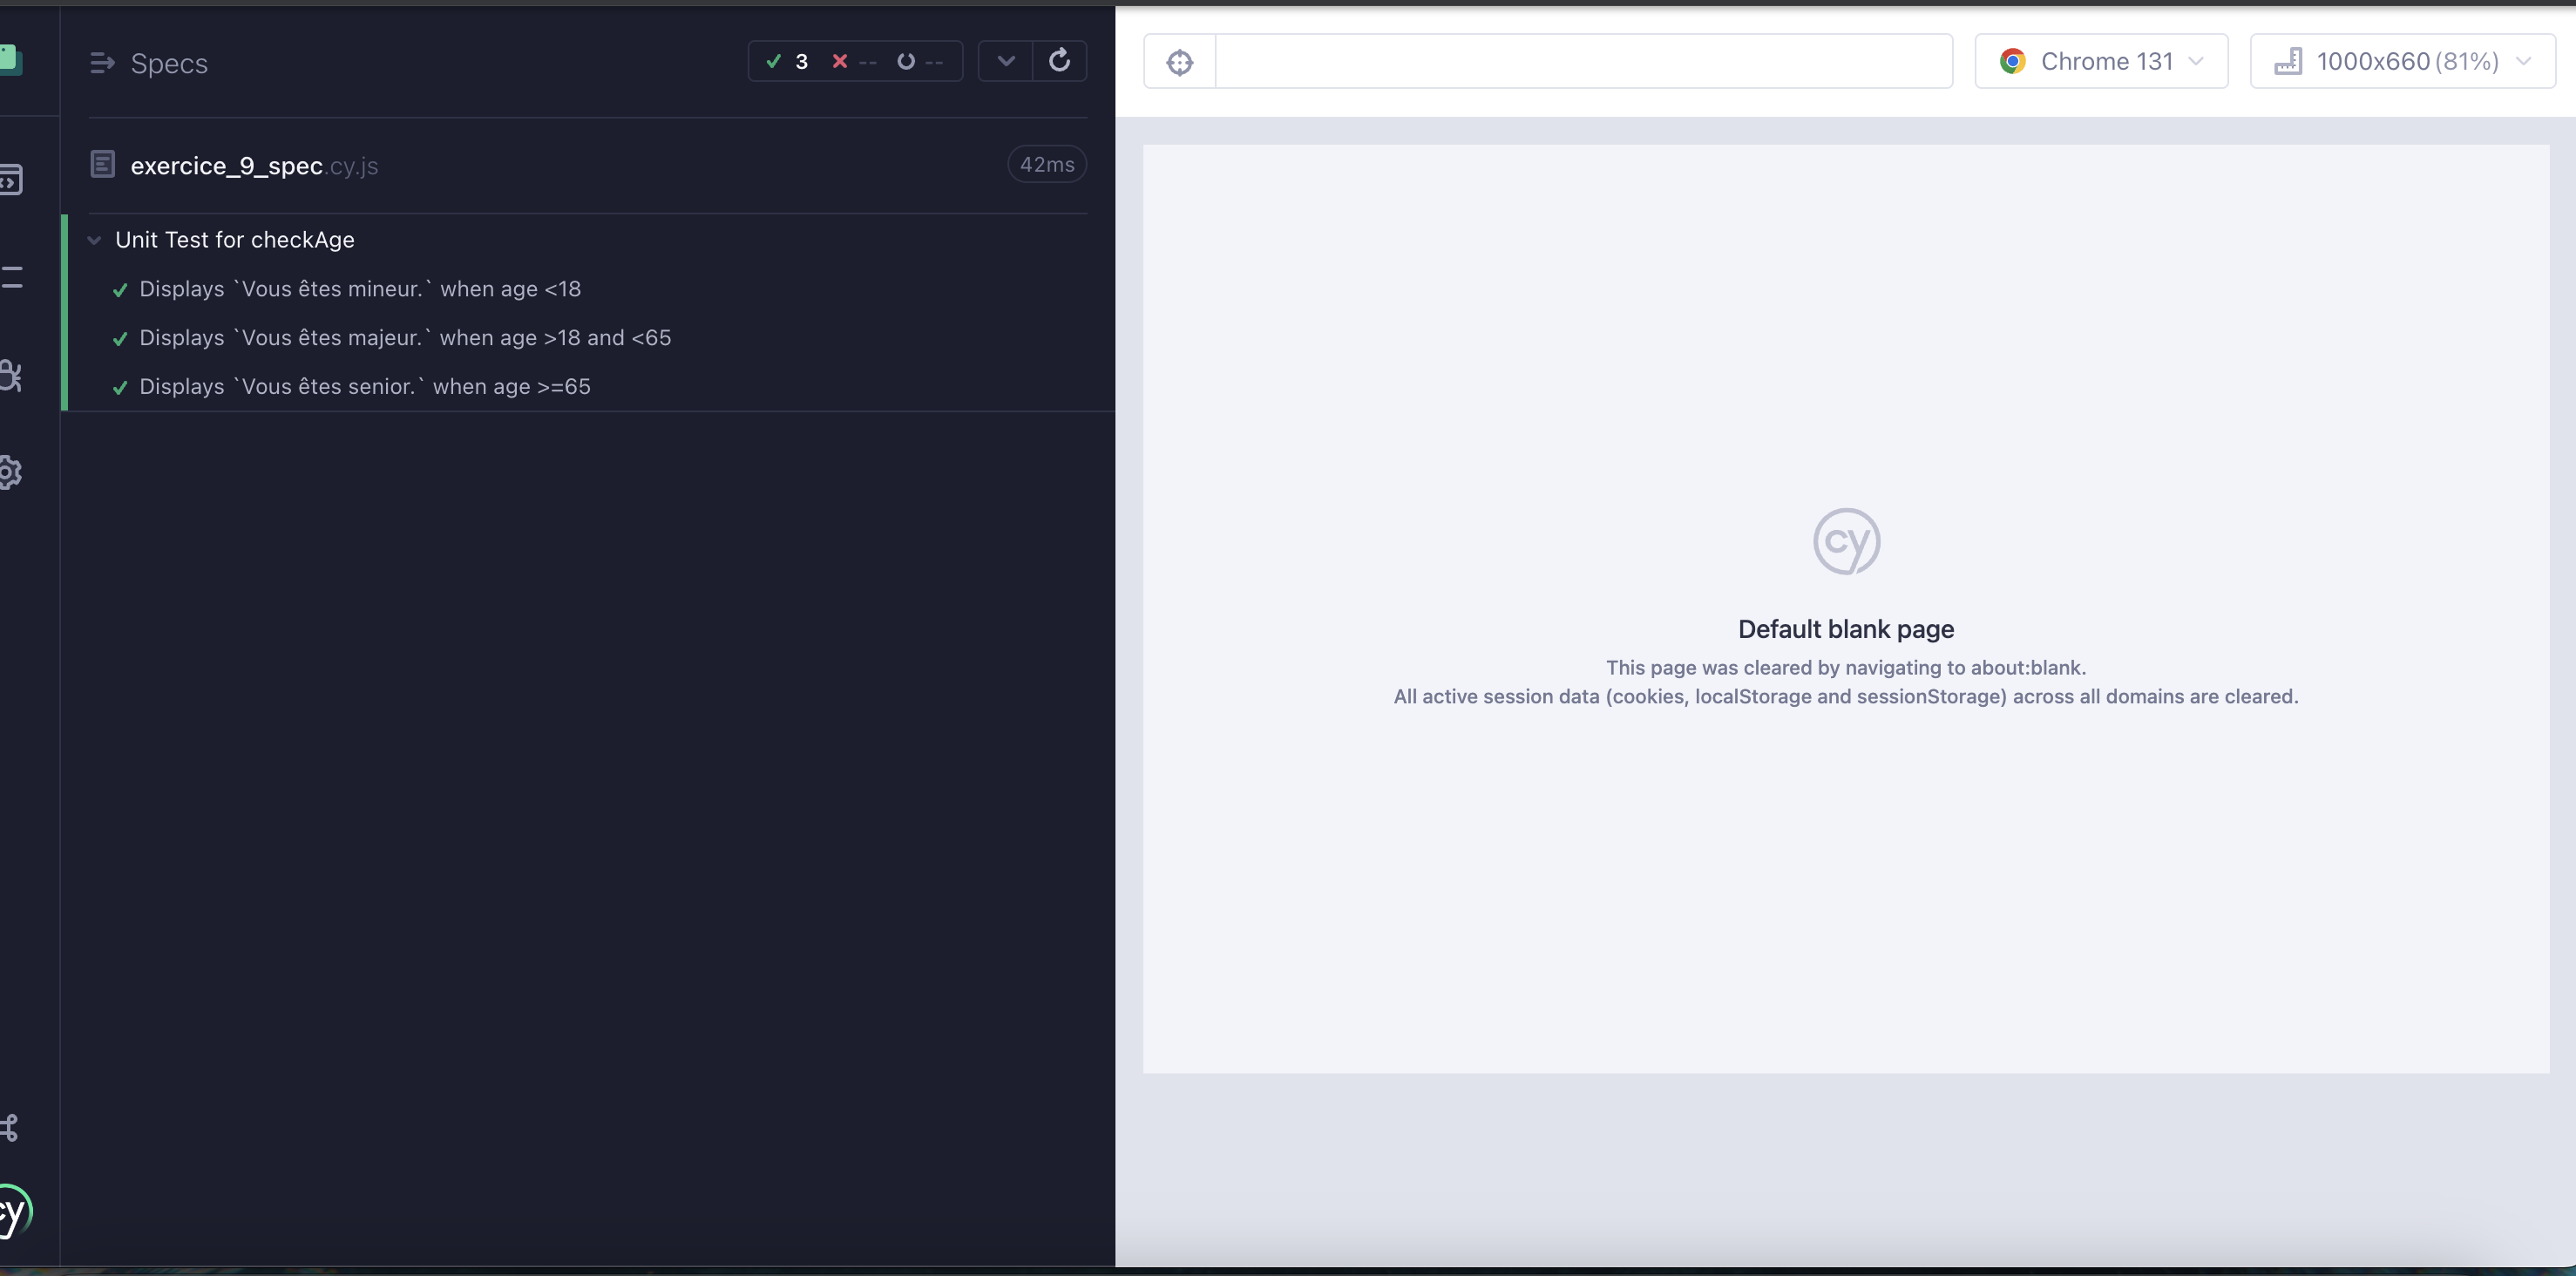 Specs
3 -- --
exercice_9_spec.cy.js
42ms
Unit Test for checkAge
Displays `Vous êtes mineur.` when age <18
Displays `Vous êtes majeur.` when age >18 and <65
Displays `Vous êtes senior.` when age >=65
cy
Chrome 131
1000x660 (81%)
cy
Default blank page
This page was cleared by navigating to about:blank.
All active session data (cookies, localStorage and sessionStorage) across all domains are cleared.